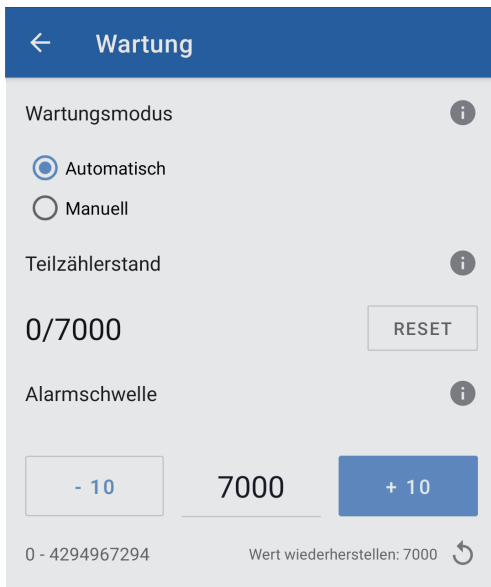 Wartung
Wartungsmodus
Automatisch
Manuell
Teilzählerstand
0/7000 RESET
Alarmschwelle
- 10 7000 + 10
0 - 4294967294 Wert wiederherstellen: 7000